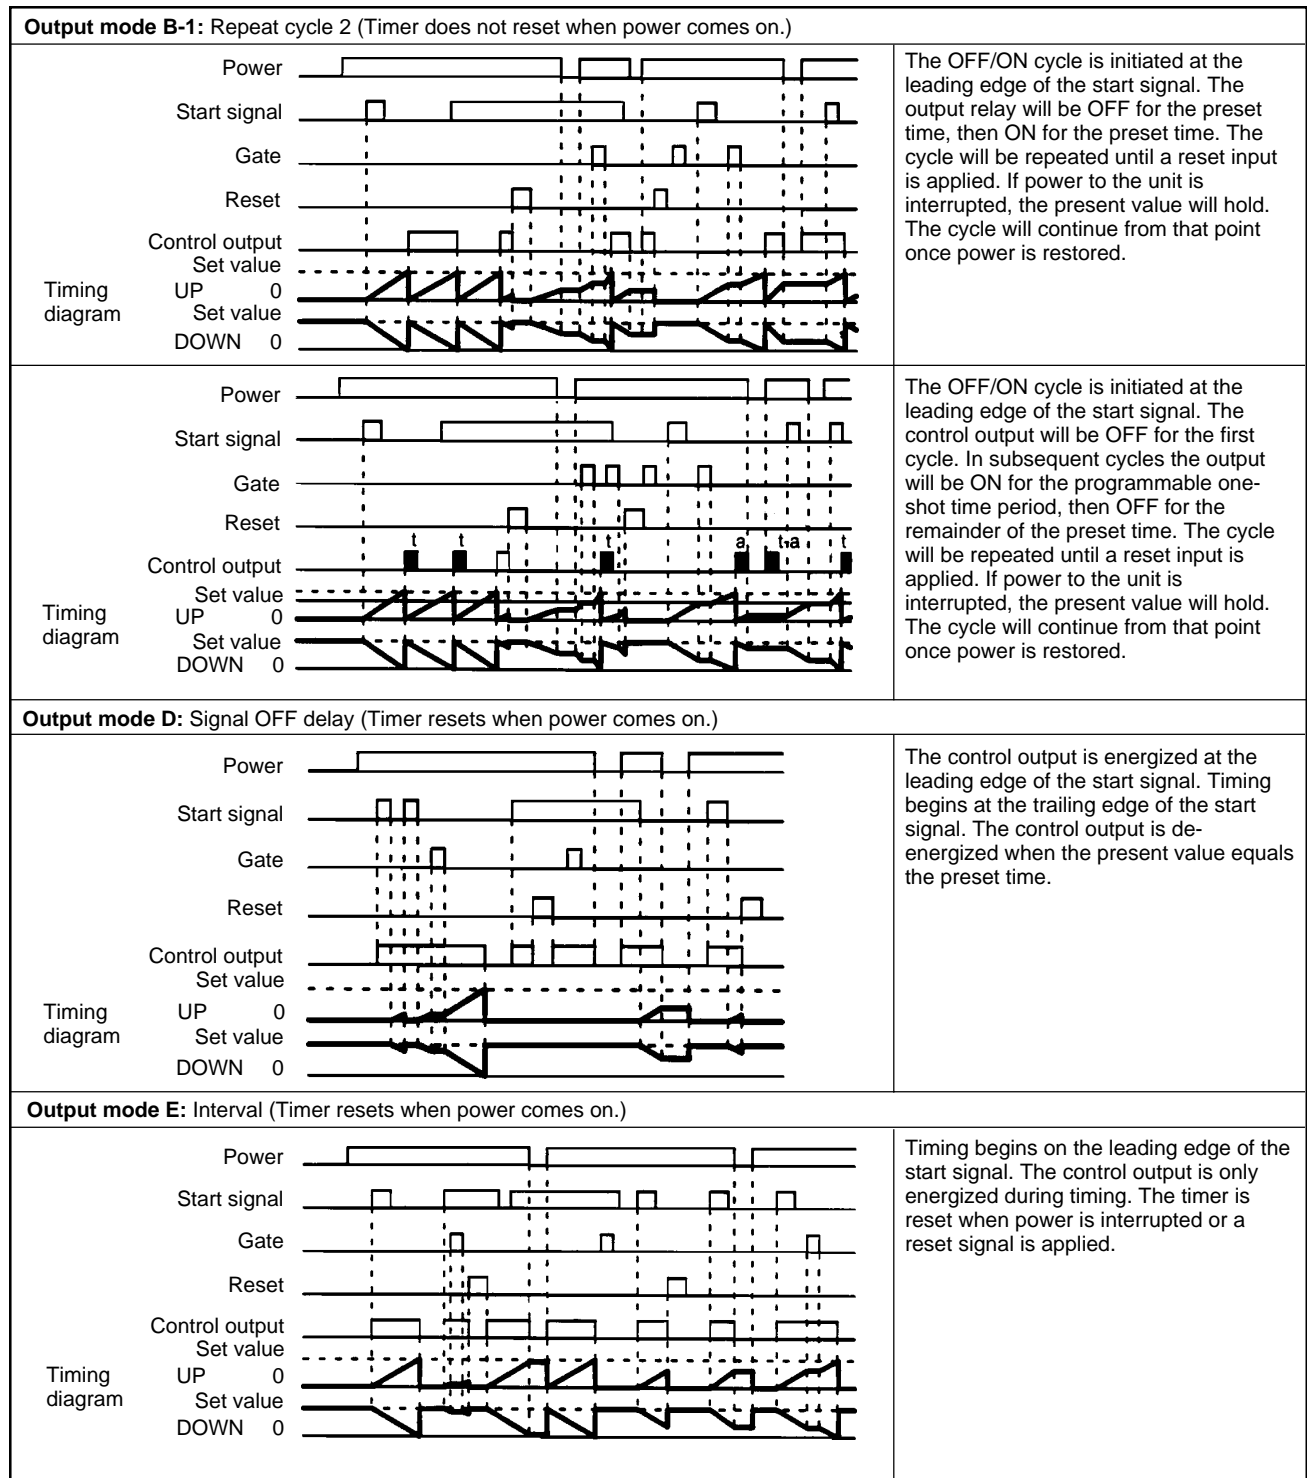 Output mode B-1: Repeat cycle 2 (Timer does not reset when power comes on.)
Power
Start signal
Gate
Reset
Control output
Set value
Timing
diagram
UP 0
Set value
DOWN 0
The OFF/ON cycle is initiated at the
leading edge of the start signal. The
output relay will be OFF for the preset
time, then ON for the preset time. The
cycle will be repeated until a reset input
is applied. If power to the unit is
interrupted, the present value will hold.
The cycle will continue from that point
once power is restored.
Power
Start signal
Gate
Reset
t t t a t-a t
Control output
Set value
Timing
diagram
UP 0
Set value
DOWN 0
The OFF/ON cycle is initiated at the
leading edge of the start signal. The
control output will be OFF for the first
cycle. In subsequent cycles the output
will be ON for the programmable one-
shot time period, then OFF for the
remainder of the preset time. The cycle
will be repeated until a reset input is
applied. If power to the unit is
interrupted, the present value will hold.
The cycle will continue from that point
once power is restored.
Output mode D: Signal OFF delay (Timer resets when power comes on.)
Power
Start signal
Gate
Reset
Control output
Set value
Timing
diagram
UP 0
Set value
DOWN 0
The control output is energized at the
leading edge of the start signal. Timing
begins at the trailing edge of the start
signal. The control output is de-
energized when the present value equals
the preset time.
Output mode E: Interval (Timer resets when power comes on.)
Power
Start signal
Gate
Reset
Control output
Set value
Timing
diagram
UP 0
Set value
DOWN 0
Timing begins on the leading edge of the
start signal. The control output is only
energized during timing. The timer is
reset when power is interrupted or a
reset signal is applied.